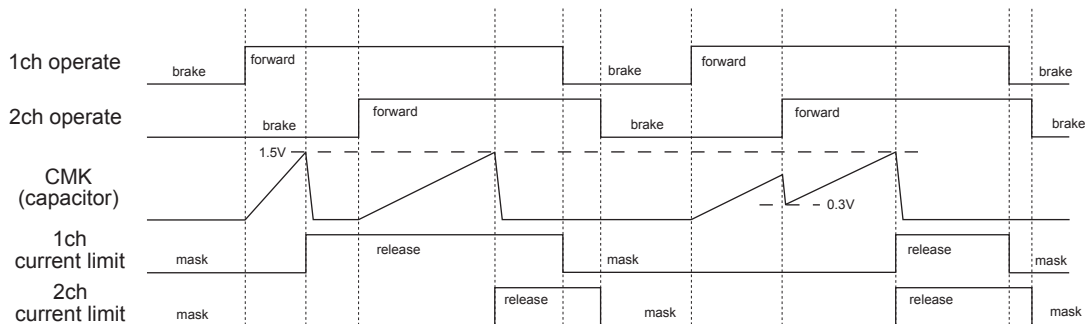 1ch operate
brake
forward
brake
forward
brake
2ch operate
brake
forward
brake
forward
brake
CMK
(capacitor)
1.5V
0.3V
1ch
current limit
mask
release
mask
release
mask
2ch
current limit
mask
release
mask
release
mask